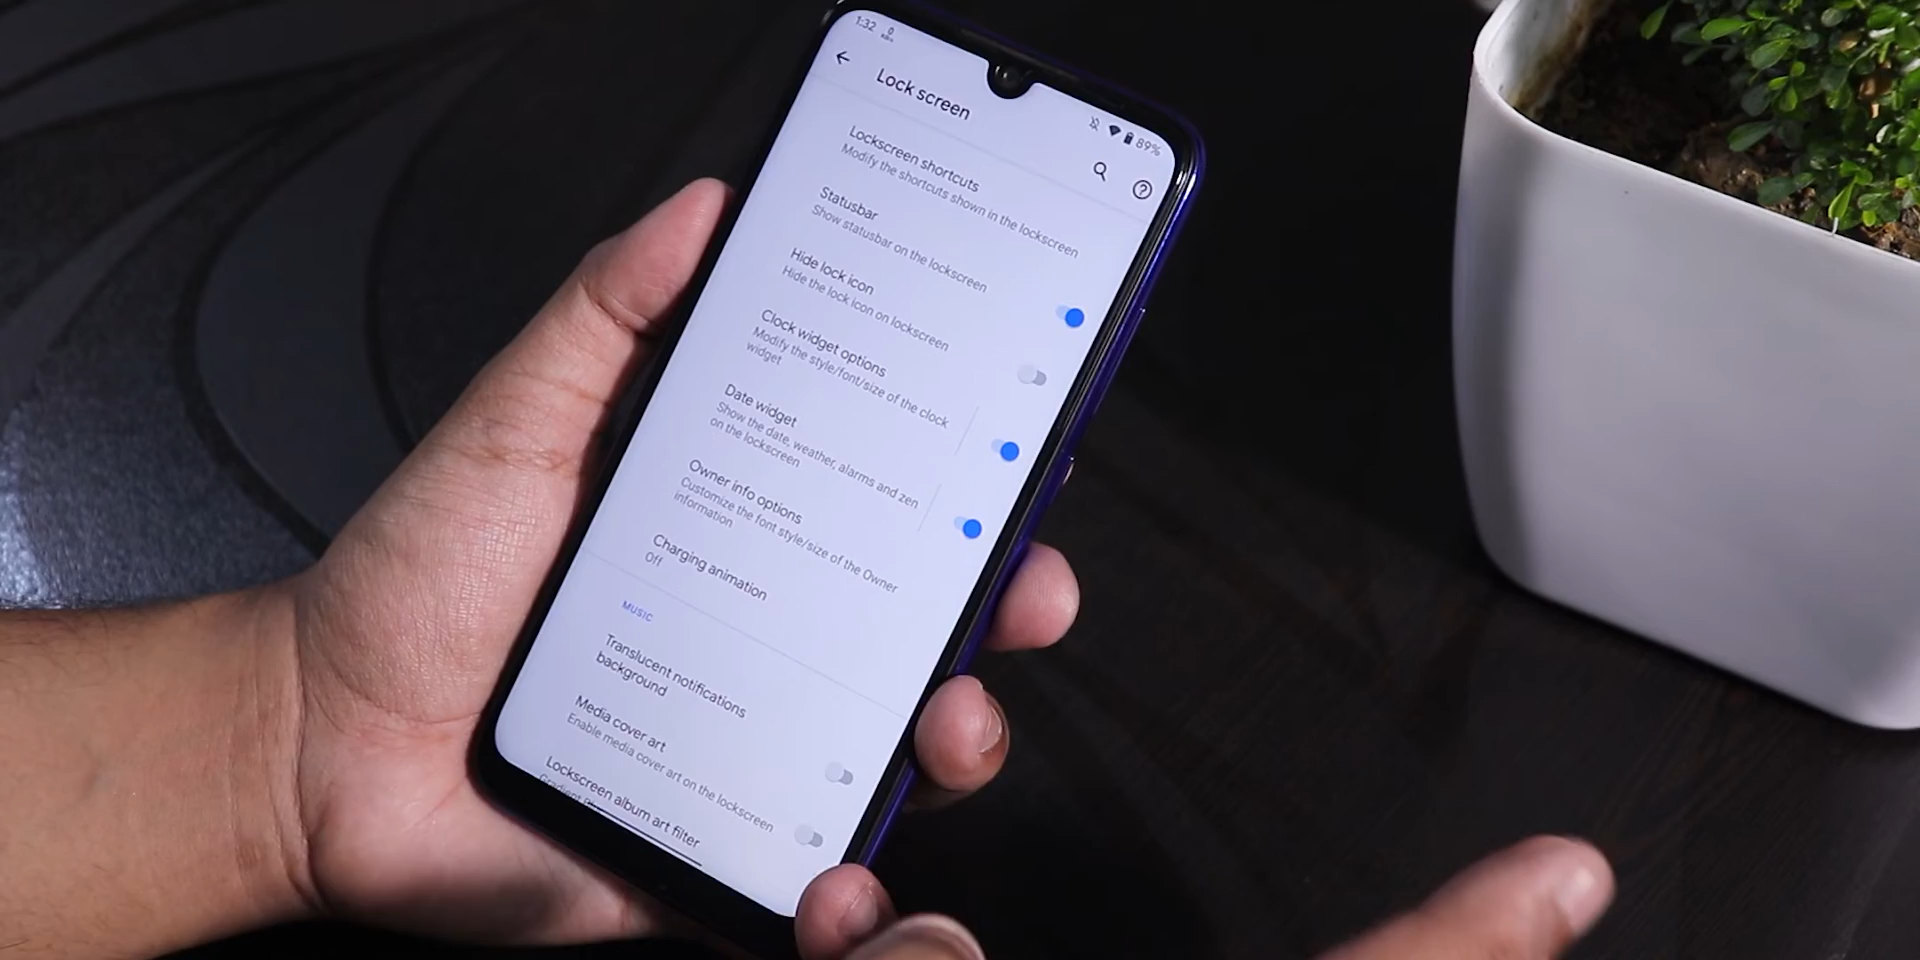 1:32
89%
Lock screen
Lockscreen shortcuts
Modify the shortcuts shown in the lockscreen
Statusbar
Show statusbar on the lockscreen
Hide lock icon
Hide the lock icon on lockscreen
Clock widget options
Modify the style/font/size of the clock
widget
Date widget
Show the date, weather, alarms and zen
on the lockscreen
Owner info options
Customize the font style/size of the Owner
information
Charging animation
Off
MUSIC
Translucent notifications
background
Media cover art
Enable media cover art on the lockscreen
Lockscreen album art filter